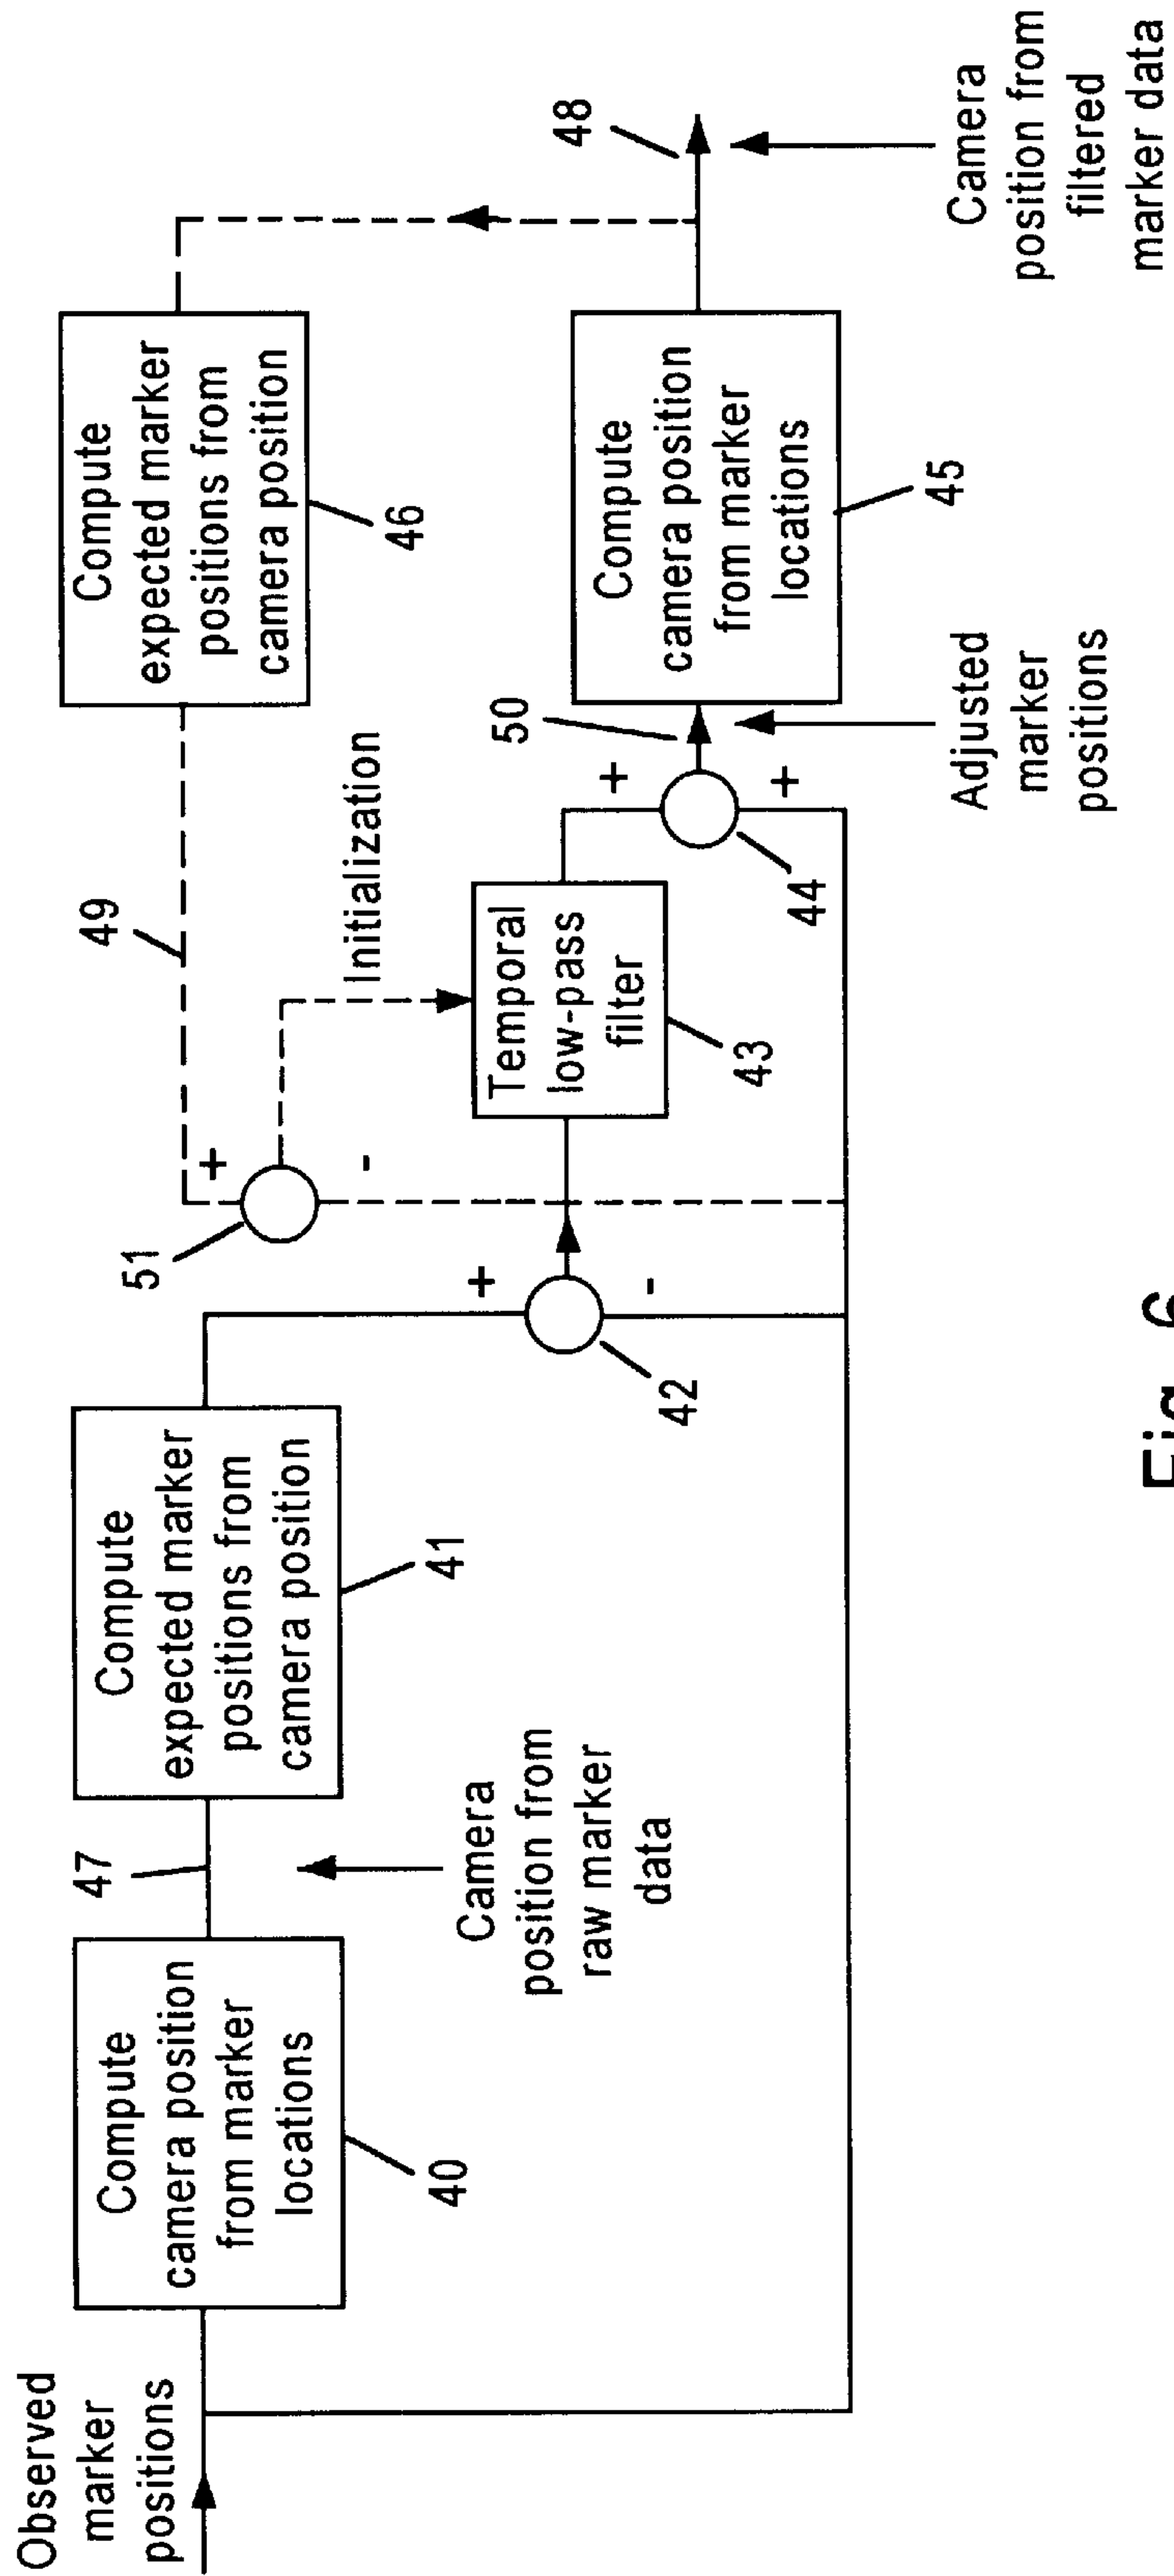 Observed
marker
positions
Compute
camera position
from marker
locations
40
47
Camera
position from
raw marker
data
Compute
expected marker
positions from
camera position
41
+
-
42
51
+
-
49
Initialization
Temporal
low-pass
filter
43
+
+
44
50
Adjusted
marker
positions
Compute
expected marker
positions from
camera position
46
Compute
camera position
from marker
locations
45
48
Camera
position from
filtered
marker data